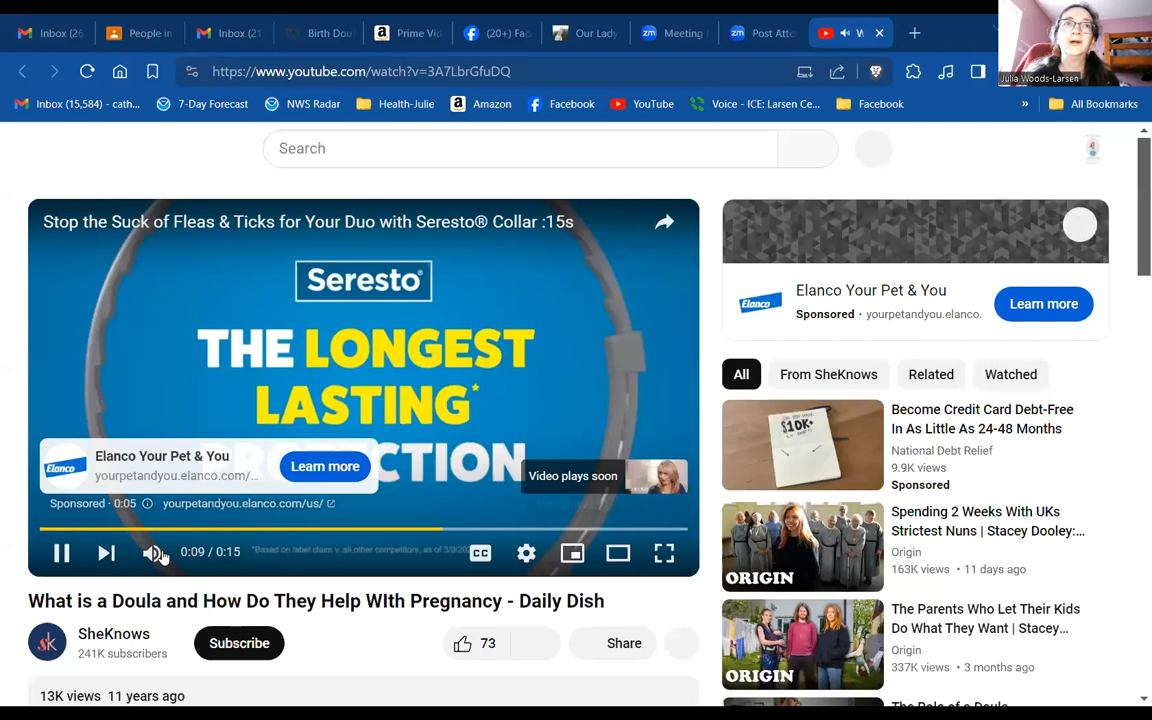 Inbox (26
People in
Inbox (21
Birth Dou
Prime Vid
(20+) Fac
Our Lady
Meeting
Post Atte
Julia Woods-Larsen
https://www.youtube.com/watch?v=3A7LbrGfuDQ
Inbox (15,584) - cath...
7-Day Forecast
NWS Radar
Health-Julie
Amazon
Facebook
YouTube
Voice - ICE: Larsen Ce...
Facebook
»
All Bookmarks
Search
Stop the Suck of Fleas & Ticks for Your Duo with Seresto® Collar :15s
Seresto®
THE LONGEST
LASTING*
Elanco
Elanco Your Pet & You
yourpetandyou.elanco.com/...
Learn more
Video plays soon
Sponsored · 0:05
yourpetandyou.elanco.com/us/
0:09 / 0:15
CC
What is a Doula and How Do They Help WIth Pregnancy - Daily Dish
sk
SheKnows
241K subscribers
Subscribe
73
Share
13K views 11 years ago
Elanco
Elanco Your Pet & You
Sponsored · yourpetandyou.elanco.
Learn more
All
From SheKnows
Related
Watched
$10K+
Become Credit Card Debt-Free
In As Little As 24-48 Months
National Debt Relief
9.9K views
Sponsored
ORIGIN
Spending 2 Weeks With UKs
Strictest Nuns | Stacey Dooley:...
Origin
163K views · 11 days ago
ORIGIN
The Parents Who Let Their Kids
Do What They Want | Stacey...
Origin
337K views · 3 months ago
The Role of a Doula